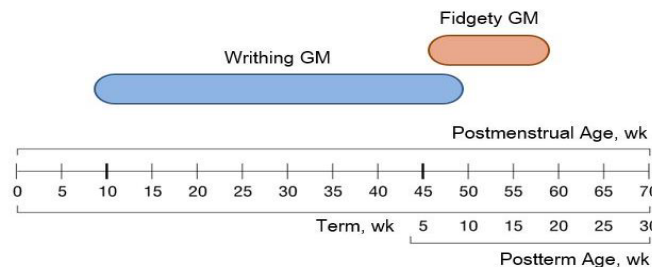 Fidgety GM
Writhing GM
Postmenstrual Age, wk
0 5 10 15 20 25 30 35 40 45 50 55 60 65 70
Term, wk 5 10 15 20 25 30
Postterm Age, wk